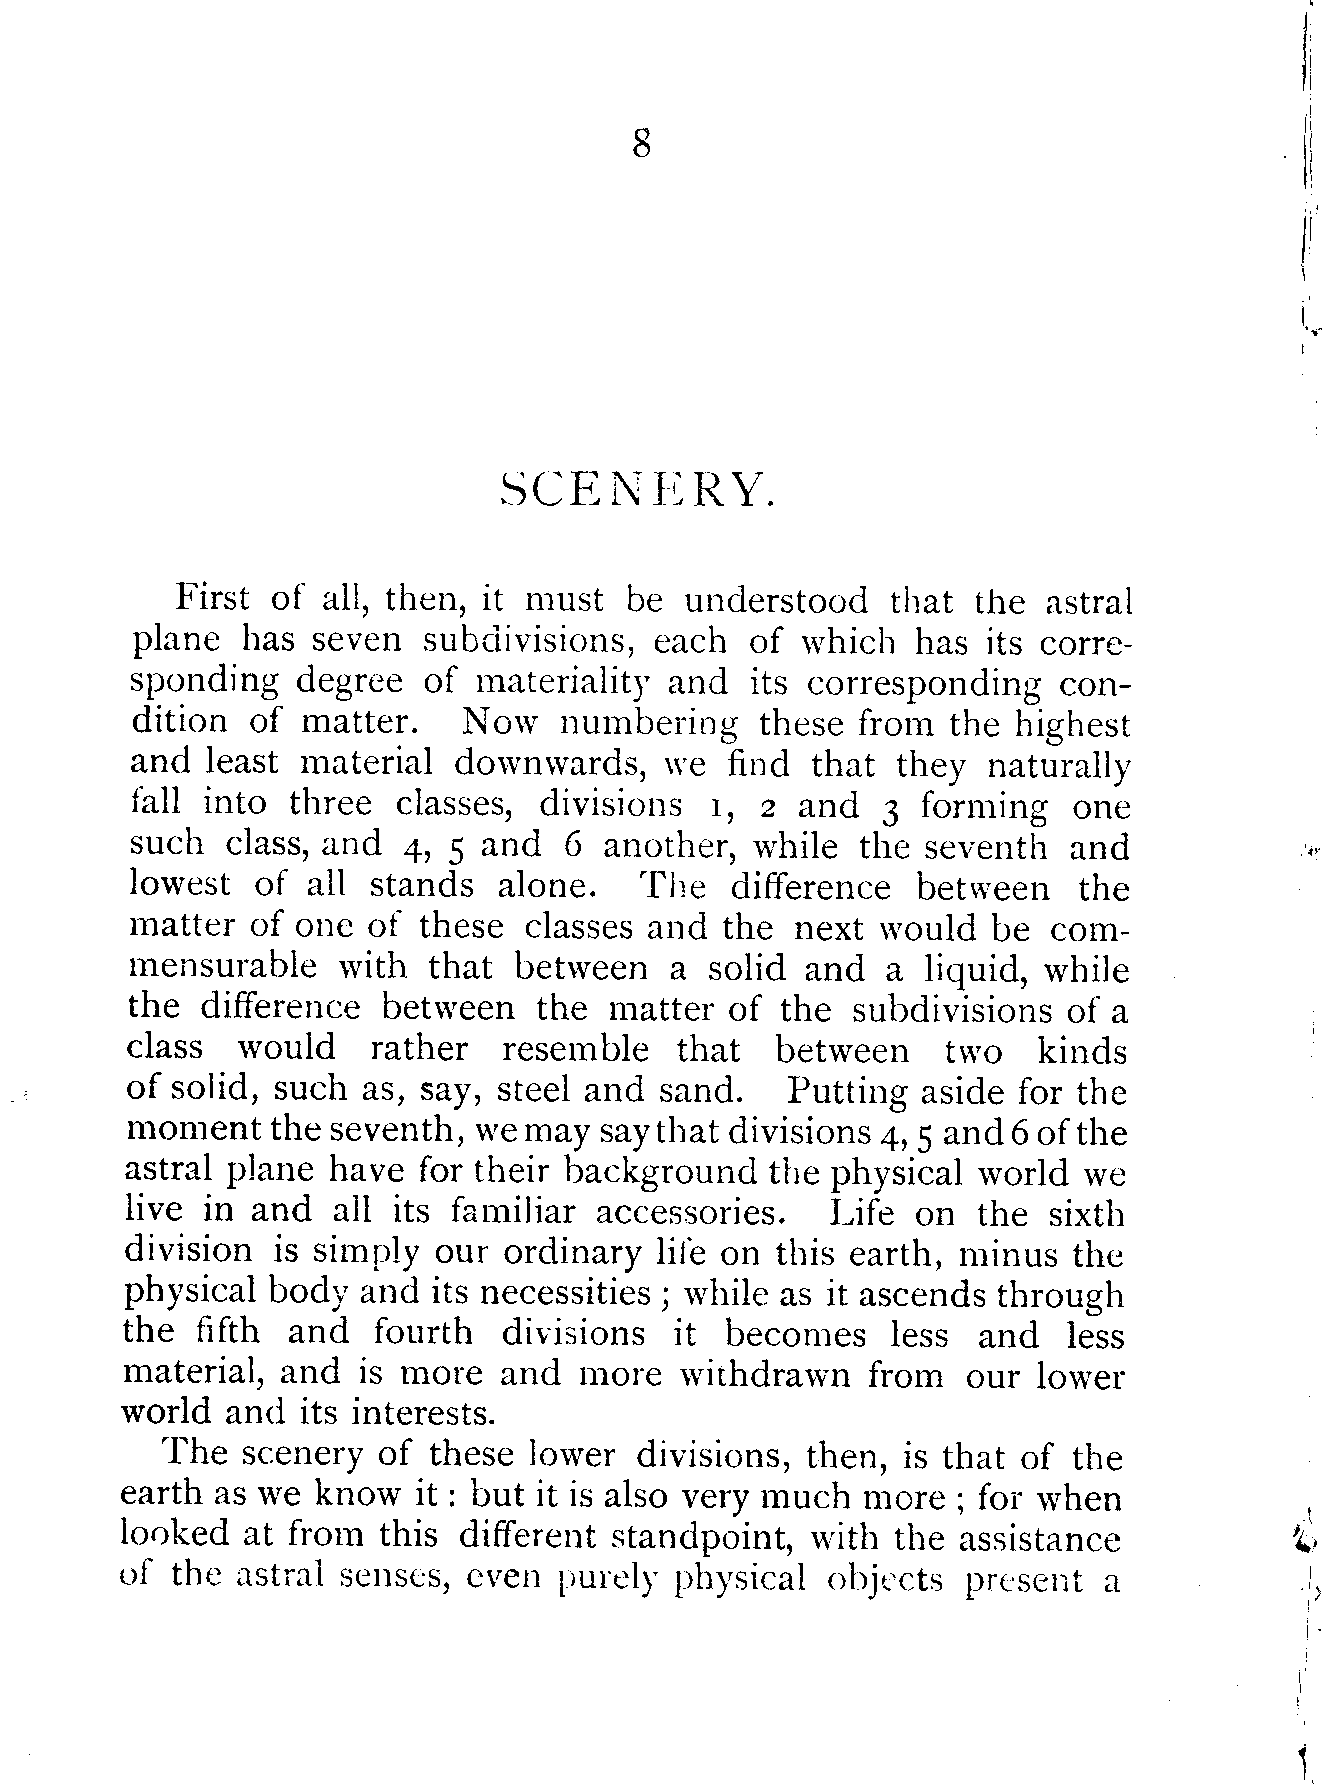 8
SCENERY.
First of all, then, it must be understood that the astral
plane has seven subdivisions, each of which has its corre-
sponding degree of materiality and its corresponding con-
dition of matter. Now numbering these from the highest
and least material downwards, we find that they naturally
fall into three classes, divisions 1, 2 and 3 forming one
such class, and 4, 5 and 6 another, while the seventh and
lowest of all stands alone. The difference between the
matter of one of these classes and the next would be com-
mensurable with that between a solid and a liquid, while
the difference between the matter of the subdivisions of a
class would rather resemble that between two kinds
of solid, such as, say, steel and sand. Putting aside for the
moment the seventh, we may say that divisions 4, 5 and 6 of the
astral plane have for their background the physical world we
live in and all its familiar accessories. Life on the sixth
division is simply our ordinary life on this earth, minus the
physical body and its necessities ; while as it ascends through
the fifth and fourth divisions it becomes less and less
material, and is more and more withdrawn from our lower
world and its interests.
The scenery of these lower divisions, then, is that of the
earth as we know it : but it is also very much more ; for when
looked at from this different standpoint, with the assistance
of the astral senses, even purely physical objects present a